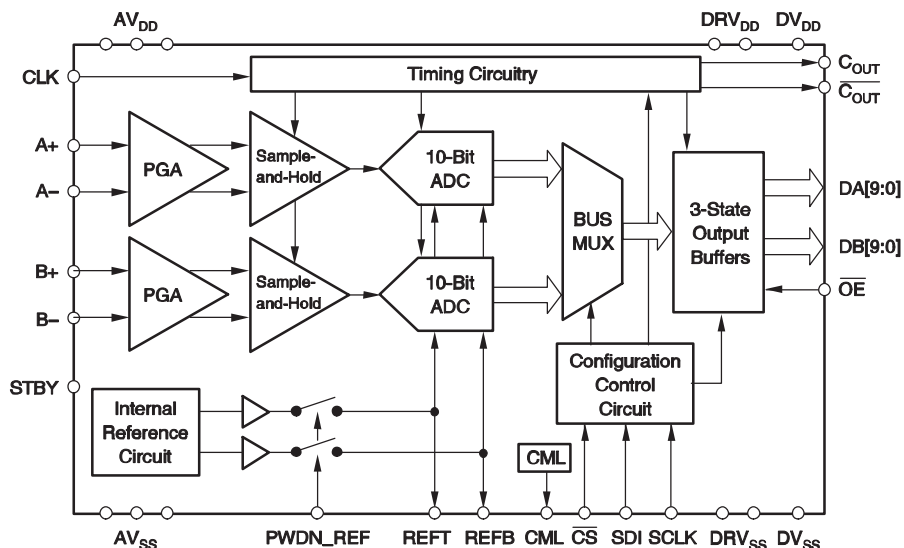 AVDD DRVDD DVDD
CLK Timing Circuitry COUT
COUT
A+ PGA Sample-and-Hold 10-Bit ADC BUS MUX 3-State Output Buffers DA[9:0]
A−
DB[9:0]
B+ PGA Sample-and-Hold 10-Bit ADC
OE
B−
STBY
Internal Reference Circuit
Configuration Control Circuit
CML
AVSS PWDN_REF REFT REFB CML CS SDI SCLK DRVSS DVSS